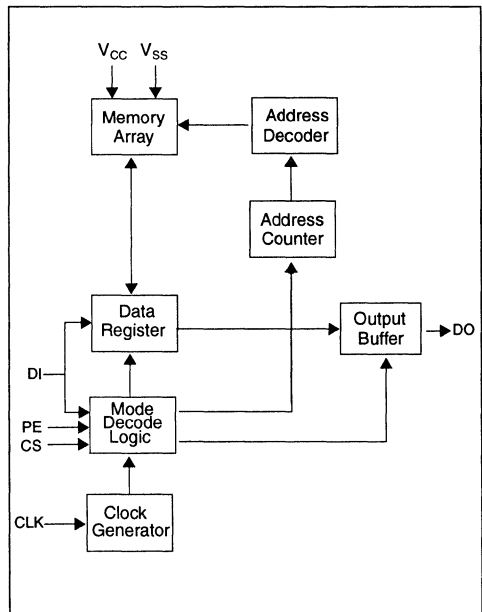 VCC VSS
Memory
Array
Address
Decoder
Address
Counter
Data
Register
Output
Buffer
DO
DI
Mode
Decode
Logic
PE
CS
CLK
Clock
Generator